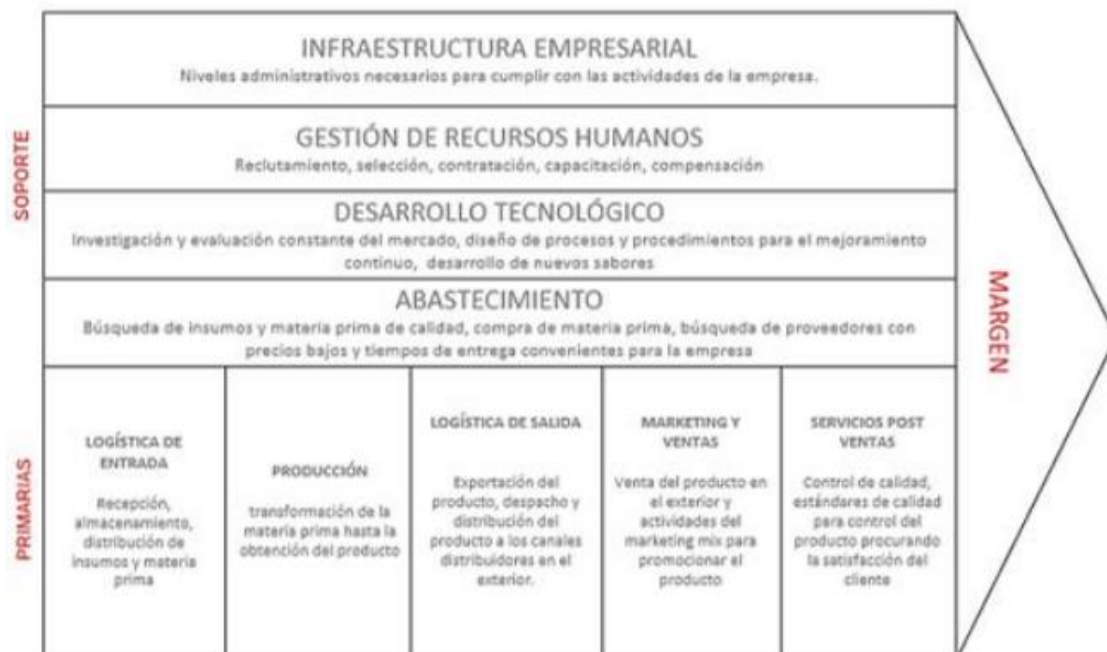 INFRAESTRUCTURA EMPRESARIAL
Niveles administrativos necesarios para cumplir con las actividades de la empresa.
SOPORTE
GESTIÓN DE RECURSOS HUMANOS
Reclutamiento, selección, contratación, capacitación, compensación
DESARROLLO TECNOLÓGICO
Investigación y evaluación constante del mercado, diseño de procesos y procedimientos para el mejoramiento
continuo, desarrollo de nuevos sabores
ABASTECIMIENTO
Búsqueda de insumos y materia prima de calidad, compra de materia prima, búsqueda de proveedores con
precios bajos y tiempos de entrega convenientes para la empresa
MARGEN
PRIMARIAS
LOGÍSTICA DE
ENTRADA
Recepción,
almacenamiento,
distribución de
insumos y materia
prima
PRODUCCIÓN
transformación de la
materia prima hasta la
obtención del producto
LOGÍSTICA DE SALIDA
Exportación del
producto, despacho y
distribución del
producto a los canales
distribuidores en el
exterior.
MARKETING Y
VENTAS
Venta del producto en
el exterior y
actividades del
marketing mix para
promocionar el
producto
SERVICIOS POST
VENTAS
Control de calidad,
estándares de calidad
para control del
producto procurando
la satisfacción del
cliente